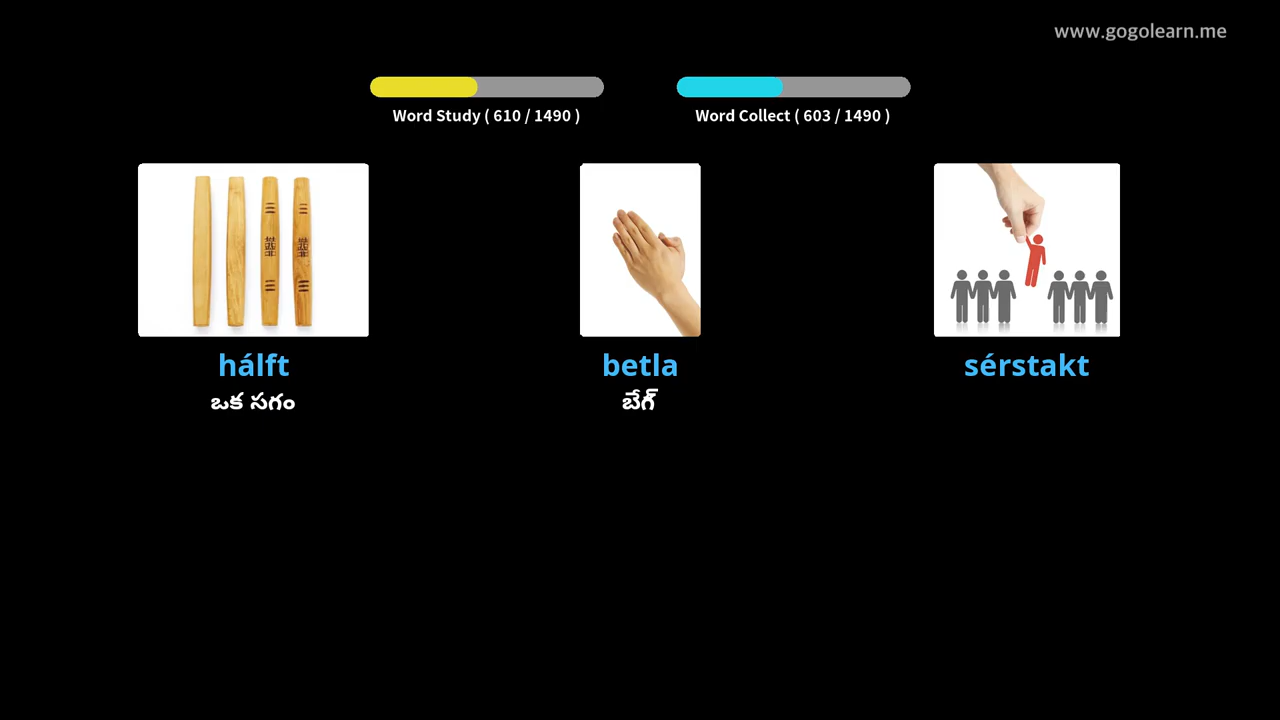 www.gogolearn.me
Word Study ( 610 / 1490 )
Word Collect ( 603 / 1490 )
hálft
betla
sérstakt
ఒక సగం
బేగ్